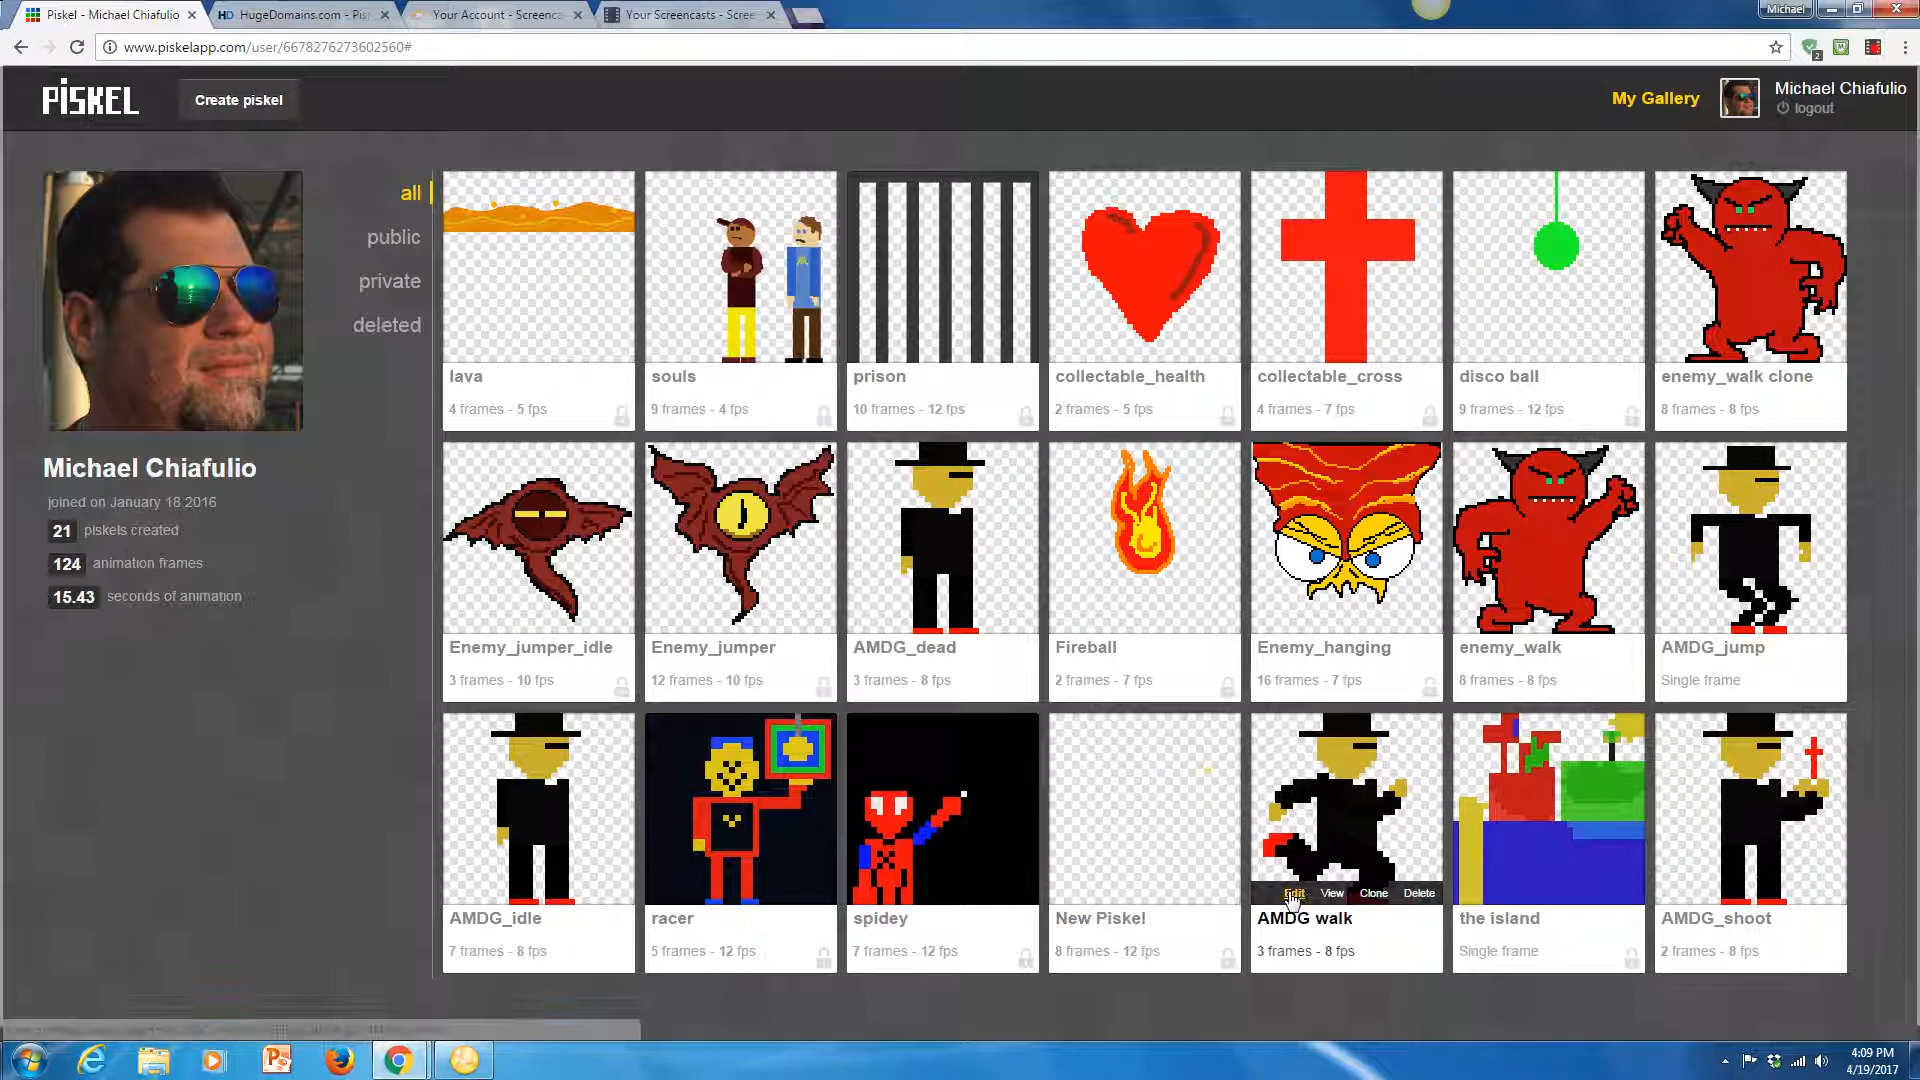 Piskel - Michael Chiafulio
HugeDomains.com - Pis
Your Account - Screenca
Your Screencasts - Scree
Michael
www.piskelapp.com/user/6678276273602560#
2
PiSKEL
Create piskel
My Gallery
Michael Chiafulio
logout
all
public
private
deleted
Michael Chiafulio
joined on January 18 2016
21 piskels created
124 animation frames
15.43 seconds of animation
lava
souls
prison
collectable_health
collectable_cross
disco ball
enemy_walk clone
4 frames - 5 fps
9 frames - 4 fps
10 frames - 12 fps
2 frames - 5 fps
4 frames - 7 fps
9 frames - 12 fps
8 frames - 8 fps
Enemy_jumper_idle
Enemy_jumper
AMDG_dead
Fireball
Enemy_hanging
enemy_walk
AMDG_jump
3 frames - 10 fps
12 frames - 10 fps
3 frames - 8 fps
2 frames - 7 fps
16 frames - 7 fps
8 frames - 8 fps
Single frame
Edit View Clone Delete
AMDG_idle
racer
spidey
New Piskel
AMDG walk
the island
AMDG_shoot
7 frames - 8 fps
5 frames - 12 fps
7 frames - 12 fps
8 frames - 12 fps
3 frames - 8 fps
Single frame
2 frames - 8 fps
4:09 PM
4/19/2017